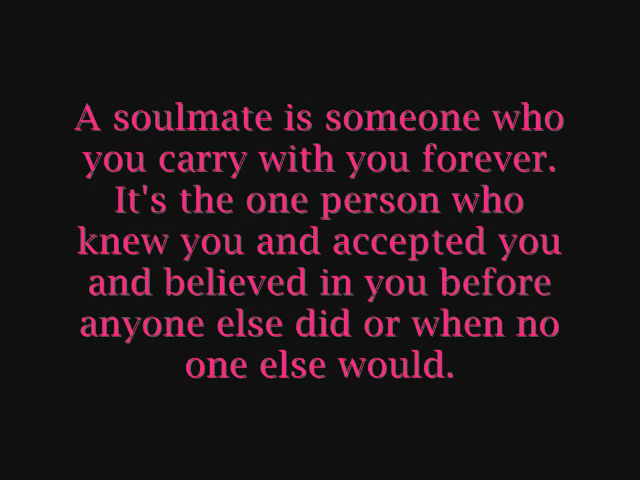 A soulmate is someone who
you carry with you forever.
It's the one person who
knew you and accepted you
and believed in you before
anyone else did or when no
one else would.